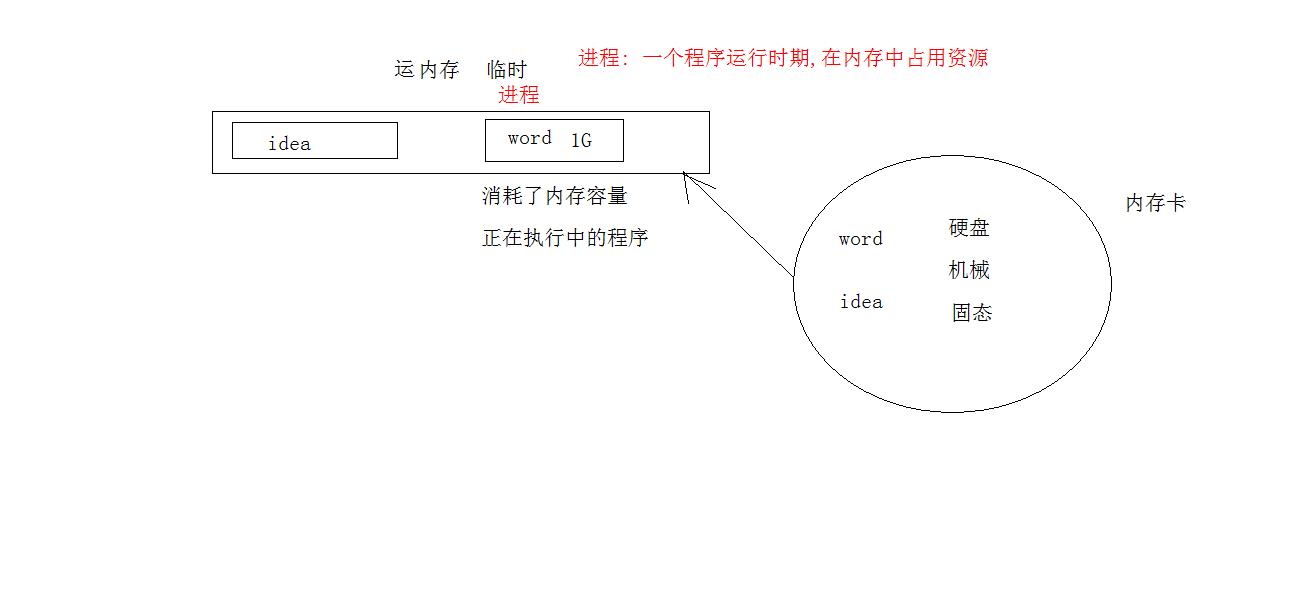 进程: 一个程序运行时期,在内存中占用资源
运内存 临时
进程
idea
word 1G
消耗了内存容量
正在执行中的程序
内存卡
word
硬盘
机械
idea
固态